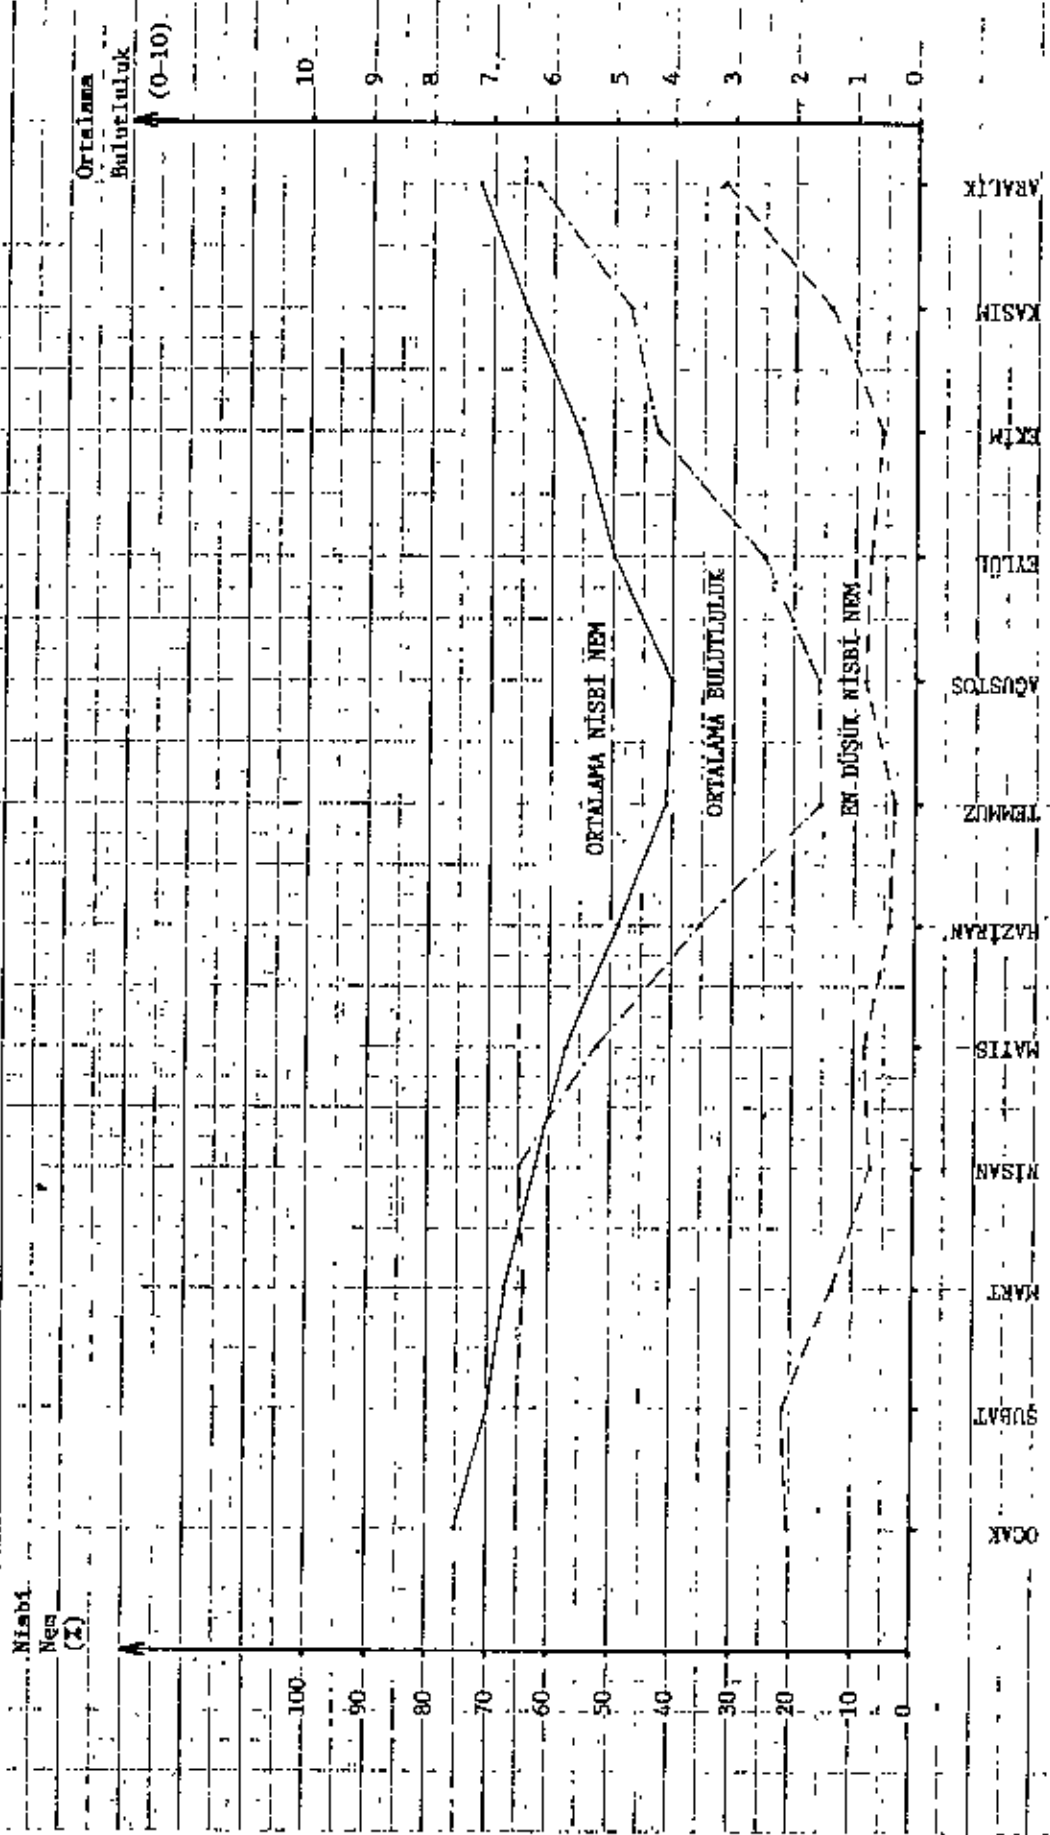 Nisbi
Nem
(%)
100
90
80
70
60
50
40
30
20
10
0
Ortalama
Bulutluluk
(0-10)
10
9
8
7
6
5
4
3
2
1
0
ORTALAMA NİSBİ NEM
ORTALAMA BULUTLULUK
EN DÜŞÜK NİSBİ NEM
OCAK
ŞUBAT
MART
NİSAN
MAYIS
HAZİRAN
TEMMUZ
AĞUSTOS
EYLÜL
EKİM
KASIM
ARALIK